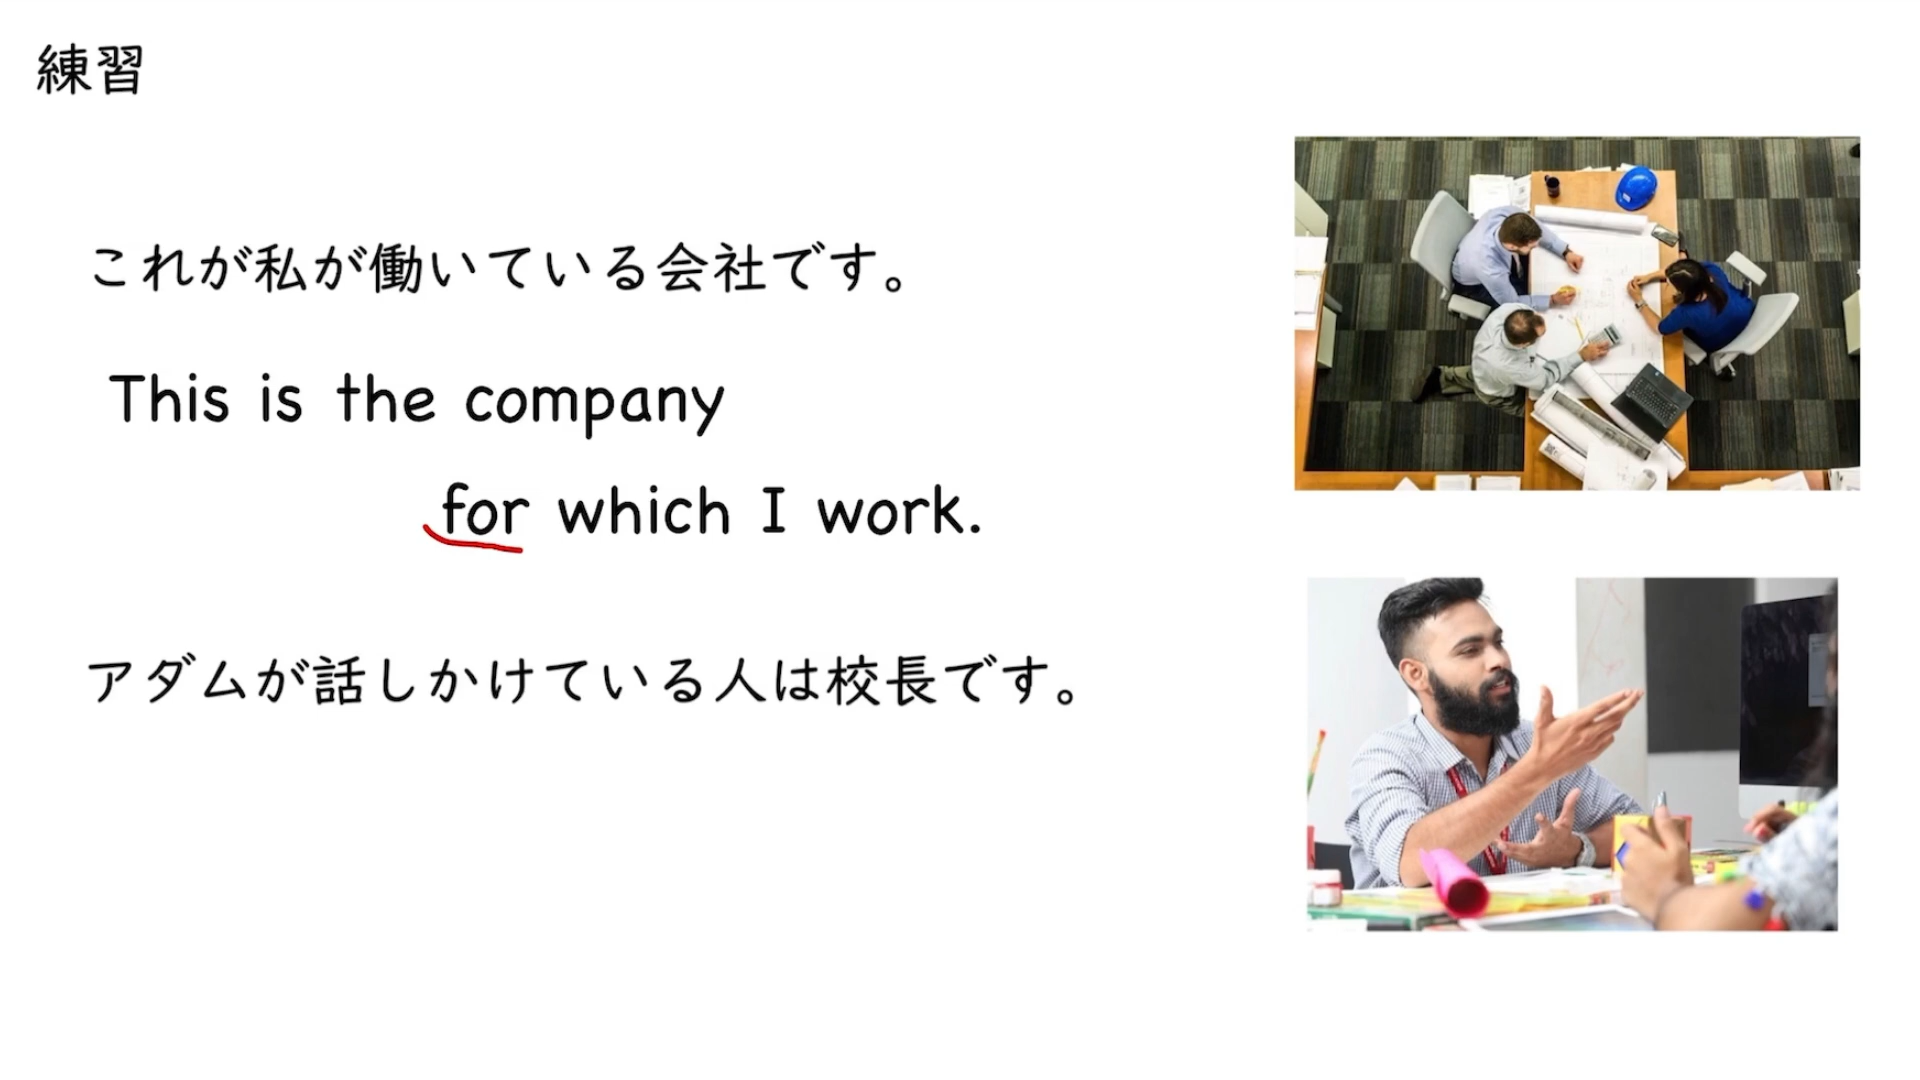 練習
これが私が働いている会社です。
This is the company
for which I work.
アダムが話しかけている人は校長です。